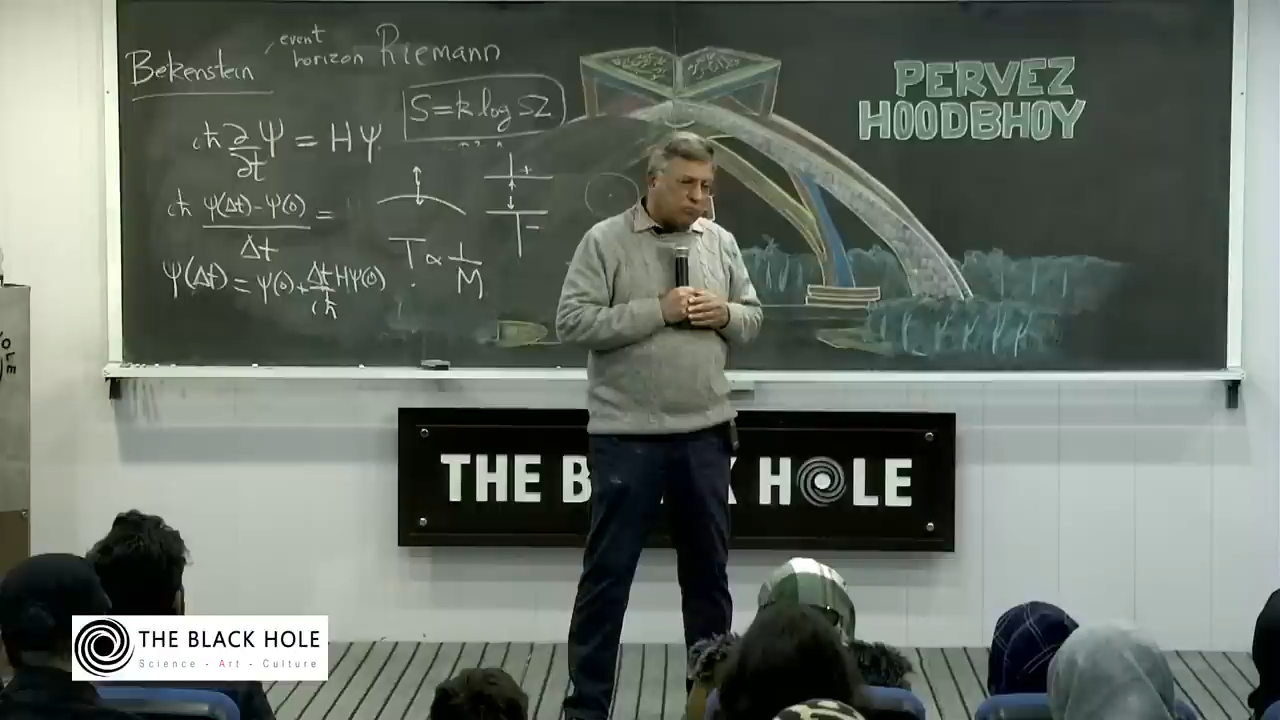 Bekenstein
event
horizon
Riemann
S = k log Ω
iħ ∂/∂t Ψ = HΨ
iħ (Ψ(Δt) - Ψ(0))/Δt =
Ψ(Δt) = Ψ(0) + Δt/iħ HΨ(0)
+
T ∝ 1/M
PERVEZ
HOODBHOY
THE B K HOLE
OLE
THE BLACK HOLE
Science - Art - Culture